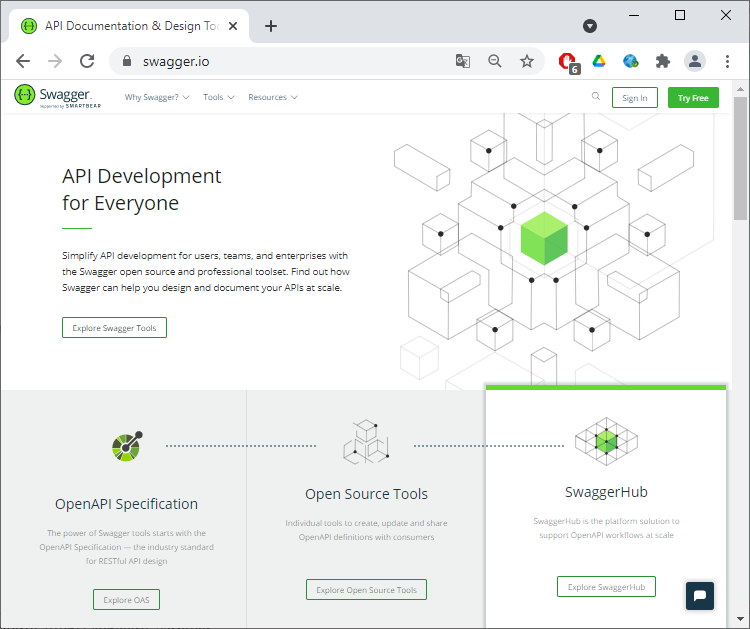 API Documentation & Design Too
swagger.io
6
Swagger.
Supported by SMARTBEAR
Why Swagger?
Tools
Resources
Sign In
Try Free
API Development
for Everyone
Simplify API development for users, teams, and enterprises with
the Swagger open source and professional toolset. Find out how
Swagger can help you design and document your APIs at scale.
Explore Swagger Tools
OpenAPI Specification
The power of Swagger tools starts with the
OpenAPI Specification — the industry standard
for RESTful API design
Explore OAS
Open Source Tools
Individual tools to create, update and share
OpenAPI definitions with consumers
Explore Open Source Tools
SwaggerHub
SwaggerHub is the platform solution to
support OpenAPI workflows at scale
Explore SwaggerHub